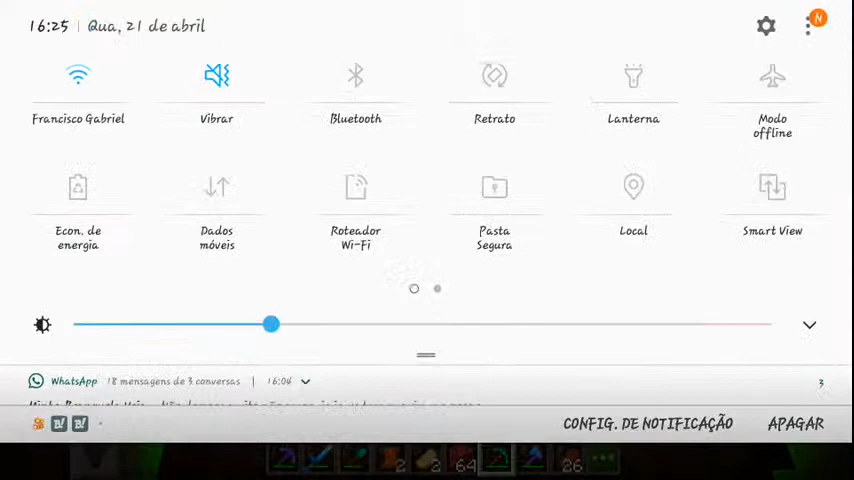 16:25 | Qua, 21 de abril
N
Francisco Gabriel
Vibrar
Bluetooth
Retrato
Lanterna
Modo
offline
Econ. de
energia
Dados
móveis
Roteador
Wi-Fi
Pasta
Segura
Local
Smart View
WhatsApp 18 mensagens de 3 conversas | 16:04
3
B! B!
CONFIG. DE NOTIFICAÇÃO
APAGAR
2
2
64
26